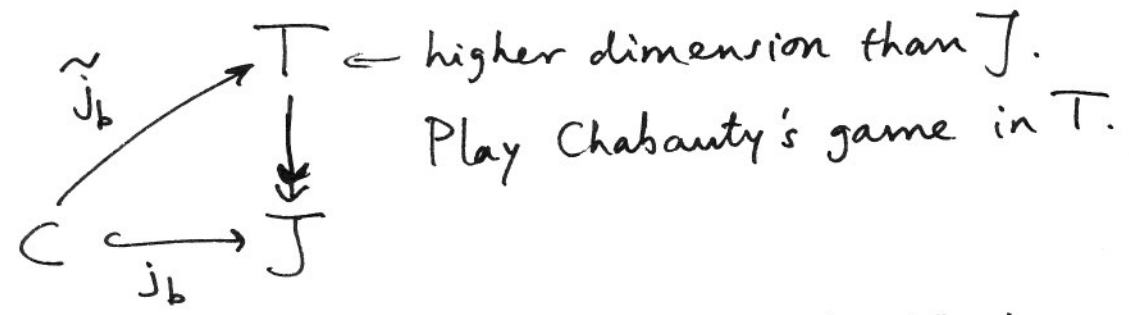 T ← higher dimension than J.
j̃_b
Play Chabauty's game in T.
C J
j_b